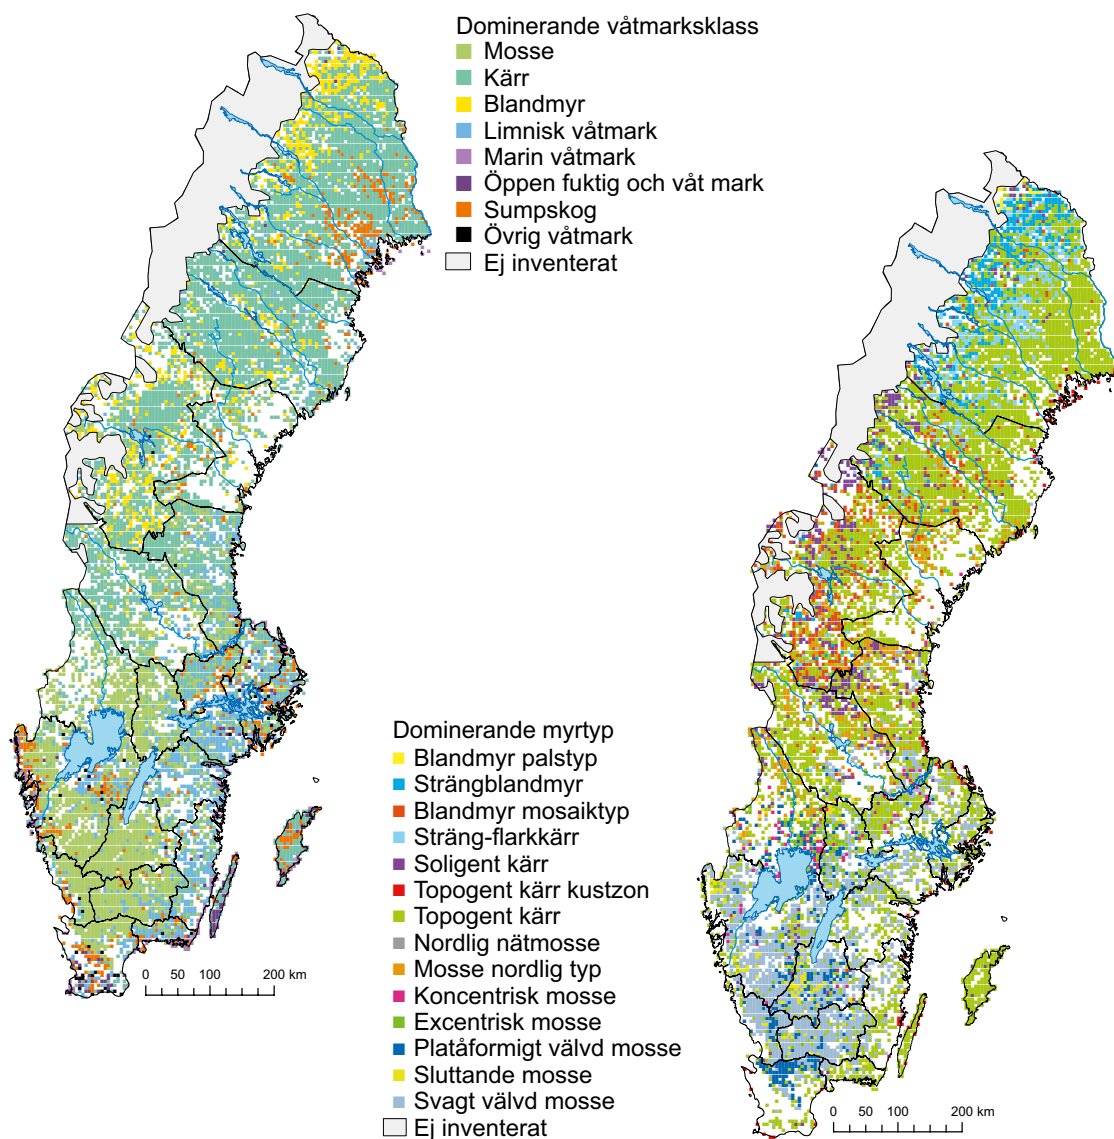 Dominerande våtmarksklass
Mosse
Kärr
Blandmyr
Limnisk våtmark
Marin våtmark
Öppen fuktig och våt mark
Sumpskog
Övrig våtmark
Ej inventerat
0 50 100 200 km
Dominerande myrtyp
Blandmyr palstyp
Strängblandmyr
Blandmyr mosaiktyp
Sträng-flarkkärr
Soligent kärr
Topogent kärr kustzon
Topogent kärr
Nordlig nätmosse
Mosse nordlig typ
Koncentrisk mosse
Excentrisk mosse
Platåformigt välvd mosse
Sluttande mosse
Svagt välvd mosse
Ej inventerat
0 50 100 200 km